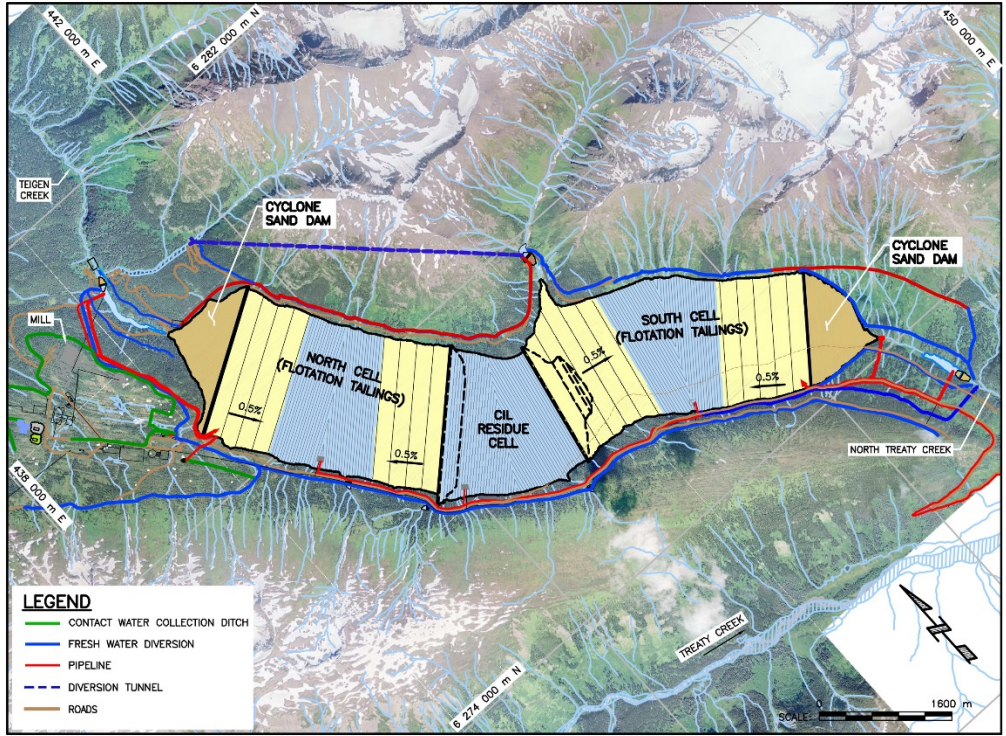 442 000 m E
6 282 000 m N
450 000 m E
TEIGEN
CREEK
CYCLONE
SAND DAM
CYCLONE
SAND DAM
MILL
NORTH CELL
(FLOTATION TAILINGS)
SOUTH CELL
(FLOTATION TAILINGS)
0.5%
0.5%
0.5%
0.5%
CIL
RESIDUE
CELL
NORTH TREATY CREEK
438 000 m E
TREATY CREEK
6 274 000 m N
LEGEND
CONTACT WATER COLLECTION DITCH
FRESH WATER DIVERSION
PIPELINE
DIVERSION TUNNEL
ROADS
0 1600 m
SCALE